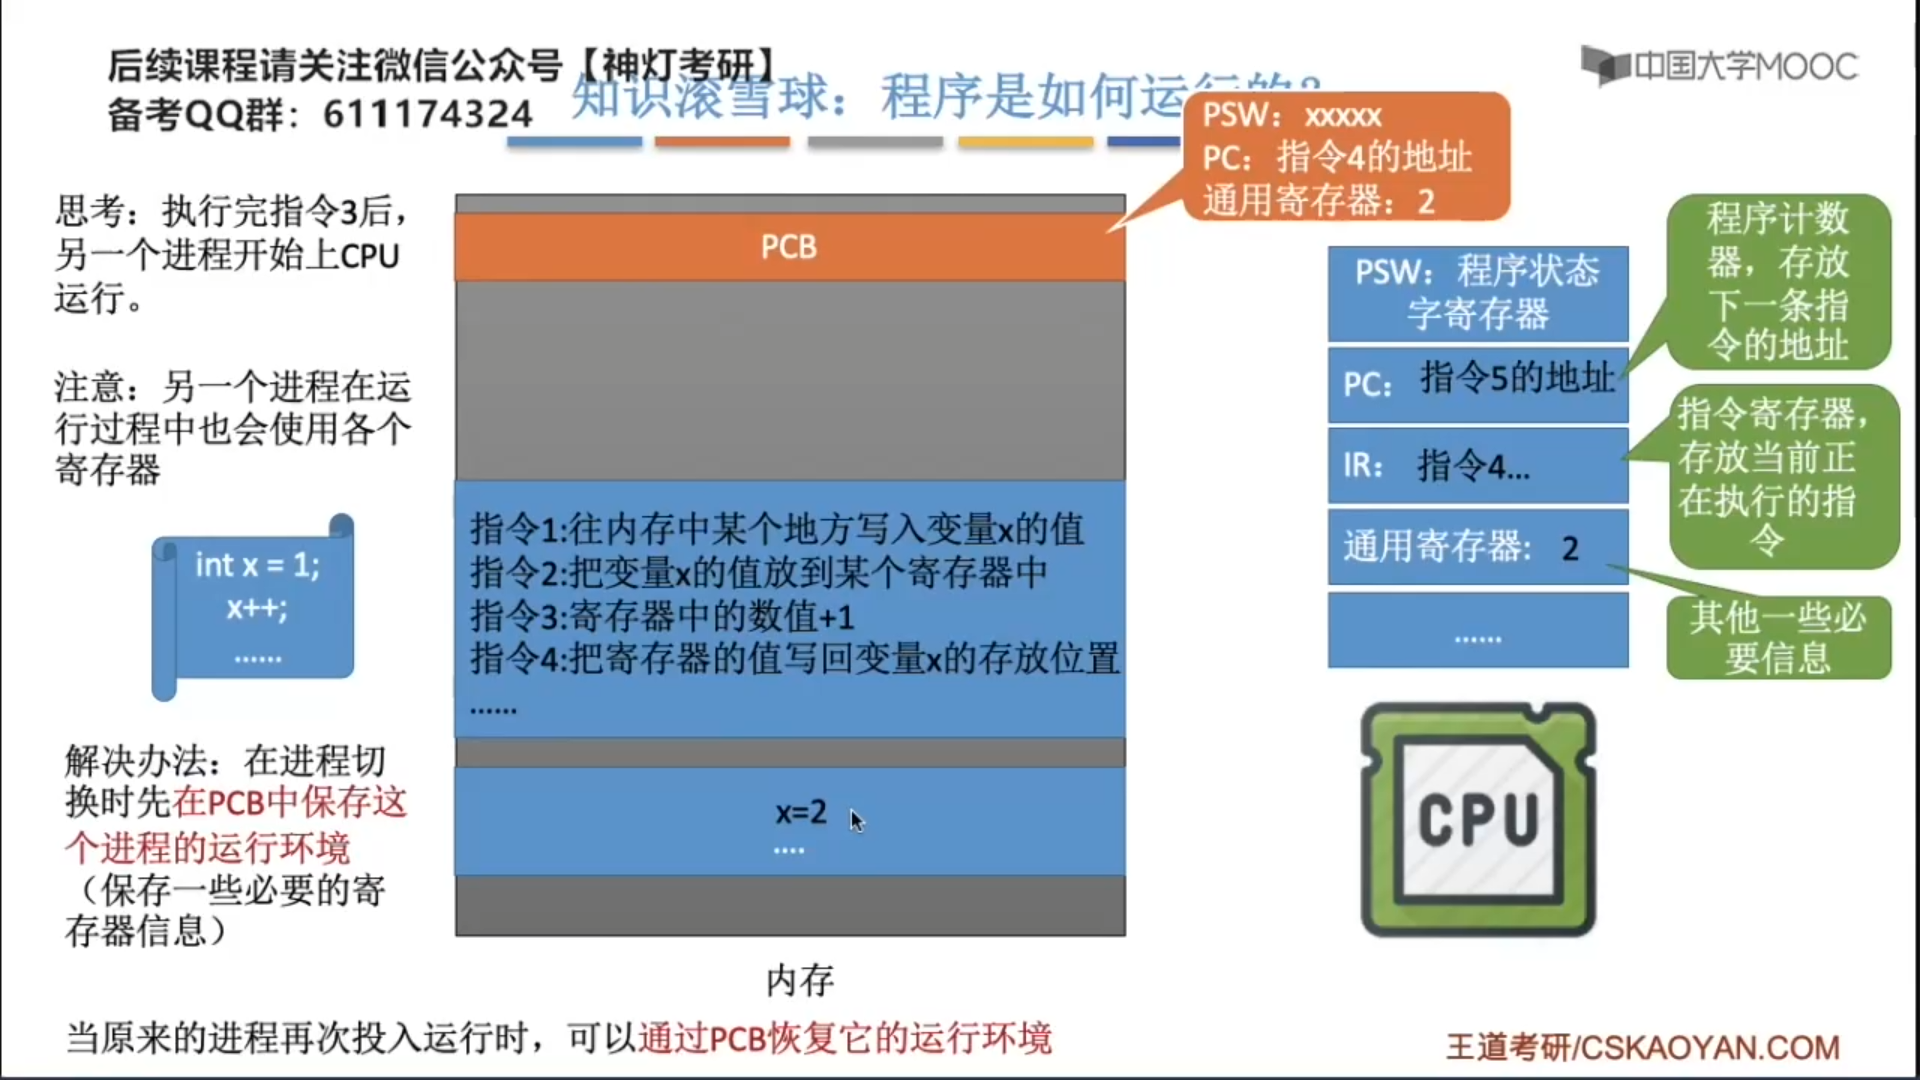 后续课程请关注微信公众号【神灯考研】
备考QQ群：611174324
中国大学MOOC
知识滚雪球：程序是如何运行的？
PSW：xxxxx
PC：指令4的地址
通用寄存器：2
思考：执行完指令3后，
另一个进程开始上CPU
运行。
注意：另一个进程在运
行过程中也会使用各个
寄存器
int x = 1;
x++;
......
解决办法：在进程切
换时先在PCB中保存这
个进程的运行环境
（保存一些必要的寄
存器信息）
PCB
指令1:往内存中某个地方写入变量x的值
指令2:把变量x的值放到某个寄存器中
指令3:寄存器中的数值+1
指令4:把寄存器的值写回变量x的存放位置
......
x=2
....
内存
PSW：程序状态
字寄存器
PC：指令5的地址
IR：指令4...
通用寄存器：2
......
程序计数
器，存放
下一条指
令的地址
指令寄存器，
存放当前正
在执行的指
令
其他一些必
要信息
CPU
当原来的进程再次投入运行时，可以通过PCB恢复它的运行环境
王道考研/CSKAOYAN.COM